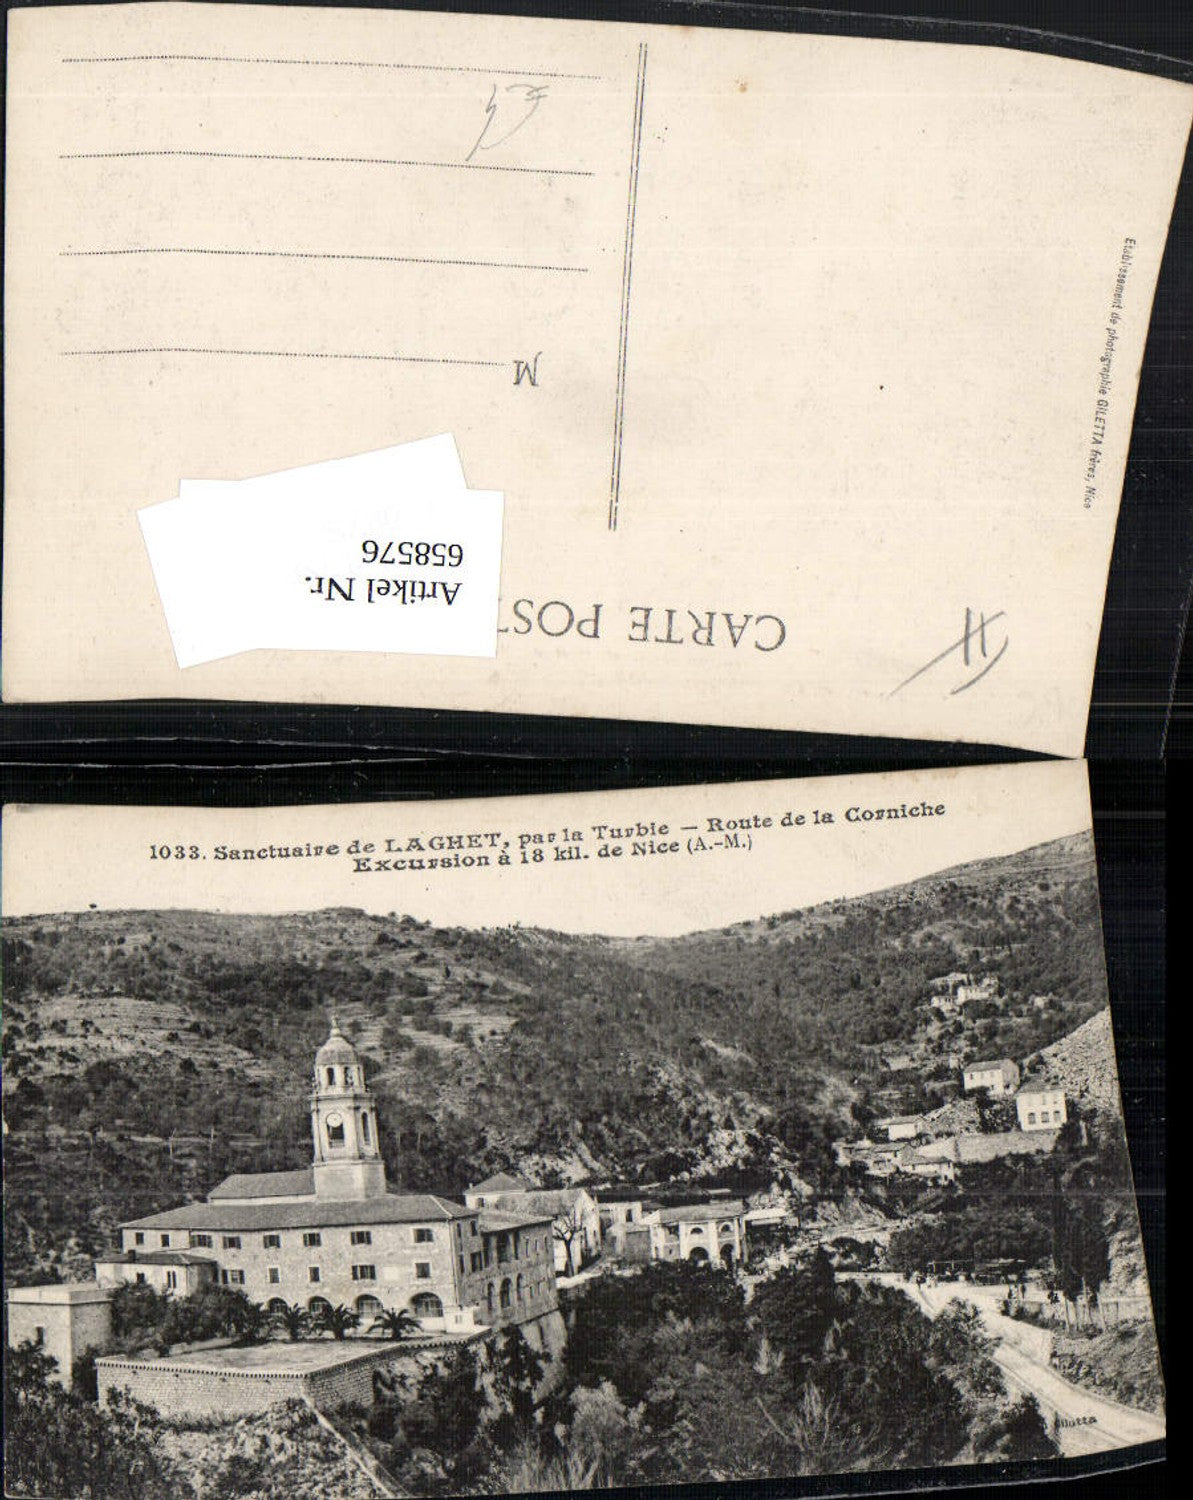 CARTE POST
Artikel Nr.
658576
M
Etablissement de photographie GILETTA frères, Nice
1033. Sanctuaire de LAGHET, par la Turbie — Route de la Corniche
Excursion à 18 kil. de Nice (A.-M.)